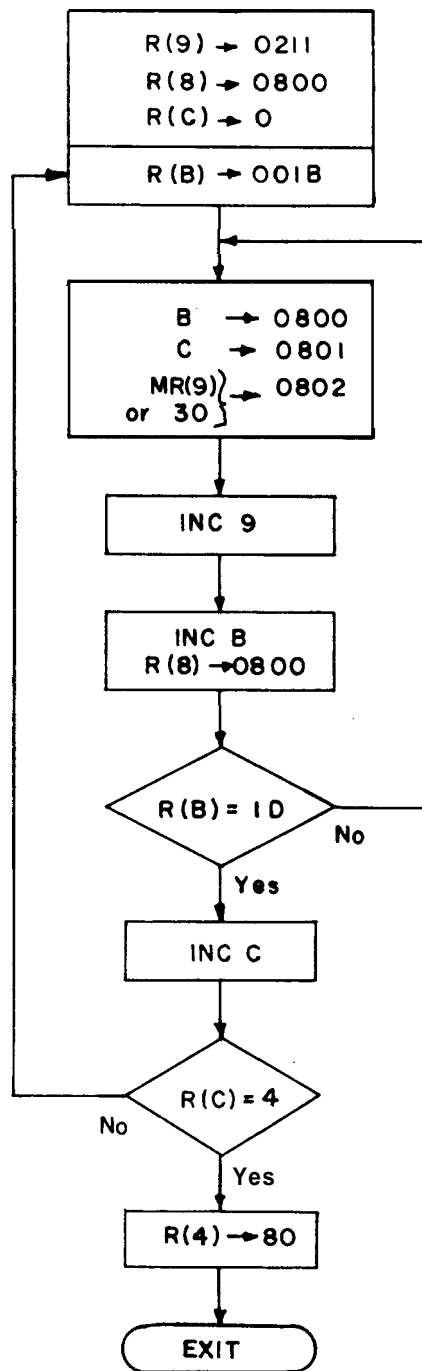 R(9) → 0211
R(8) → 0800
R(C) → 0
R(B) → 001B
B → 0800
C → 0801
MR(9) } → 0802
or 30 }
INC 9
INC B
R(8) → 0800
R(B) = 1D
No
Yes
INC C
R(C) = 4
No
Yes
R(4) → 80
EXIT